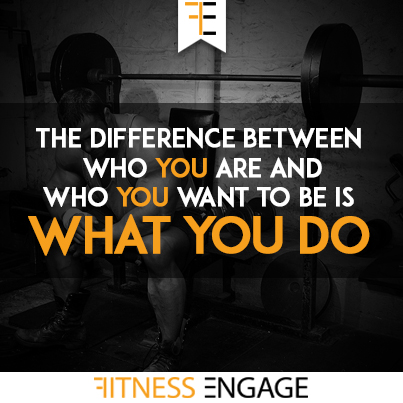 FE
THE DIFFERENCE BETWEEN
WHO YOU ARE AND
WHO YOU WANT TO BE IS
WHAT YOU DO
FITNESS ENGAGE